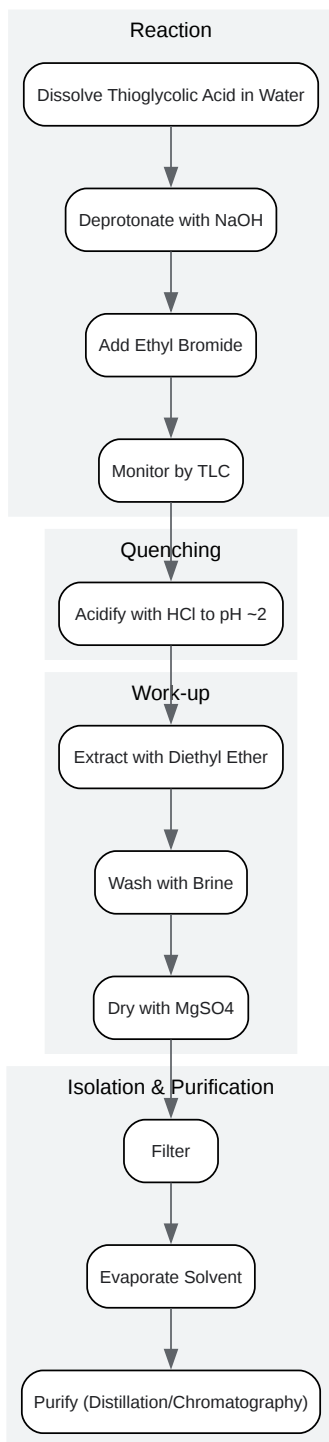 Reaction
Dissolve Thioglycolic Acid in Water
Deprotonate with NaOH
Add Ethyl Bromide
Monitor by TLC
Quenching
Acidify with HCl to pH ~2
Work-up
Extract with Diethyl Ether
Wash with Brine
Dry with MgSO4
Isolation & Purification
Filter
Evaporate Solvent
Purify (Distillation/Chromatography)